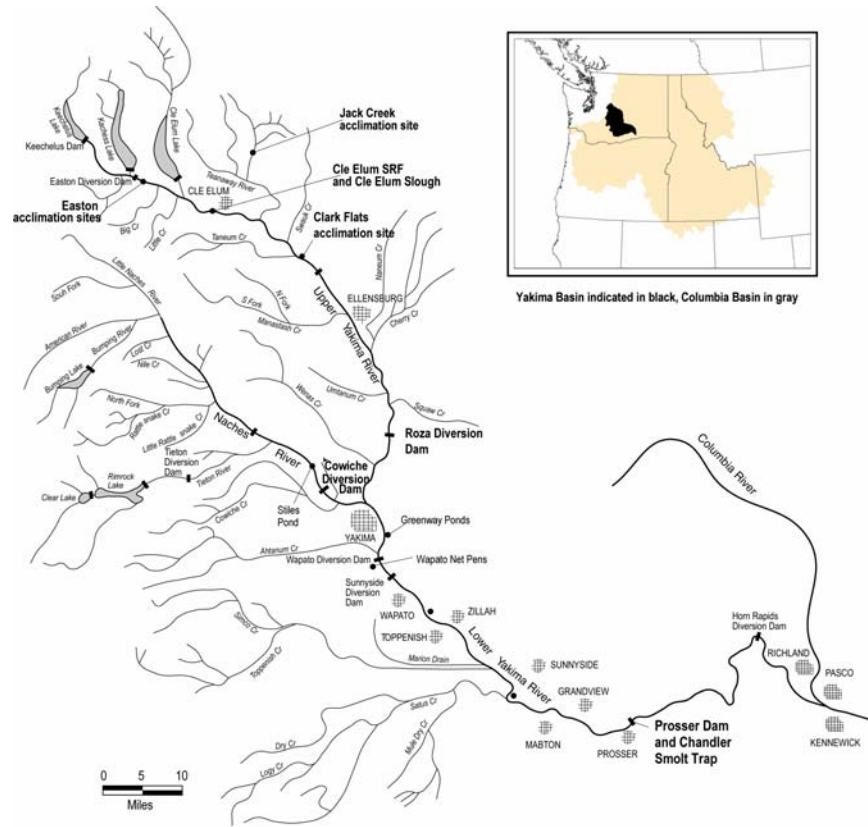 Keechelus
Lake
Kachess Lake
Cle Elum Lake
Keechelus Dam
Jack Creek
acclimation site
Easton Diversion Dam
CLE ELUM
Teanaway River
Cle Elum SRF
and Cle Elum Slough
Easton
acclimation sites
Big Cr
Little Cr
Taneum Cr
Swauk Cr
Clark Flats
acclimation site
Naneum Cr
Little Naches
River
South Fork
N Fork
S Fork
Manastash Cr
ELLENSBURG
Cherry Cr
Upper Yakima River
American River
Bumping River
Bumping Lake
Lost Cr
Nile Cr
Wenas Cr
Umtanum Cr
Squaw Cr
North Fork
Rattle snake Cr
Little Rattle snake Cr
Naches
River
Roza Diversion
Dam
Tieton
Diversion
Dam
Rimrock
Lake
Clear Lake
Tieton River
Cowiche
Diversion
Dam
Cowiche Cr
Stiles
Pond
YAKIMA
Greenway Ponds
Ahtanum Cr
Wapato Diversion Dam
Wapato Net Pens
Sunnyside
Diversion
Dam
WAPATO
ZILLAH
TOPPENISH
Simco Cr
Toppenish Cr
Marion Drain
Lower Yakima River
SUNNYSIDE
GRANDVIEW
Satus Cr
Mule Dry Cr
Dry Cr
Logy Cr
MABTON
PROSSER
Prosser Dam
and Chandler
Smolt Trap
Columbia River
Horn Rapids
Diversion Dam
RICHLAND
PASCO
KENNEWICK
0 5 10
Miles
Yakima Basin indicated in black, Columbia Basin in gray